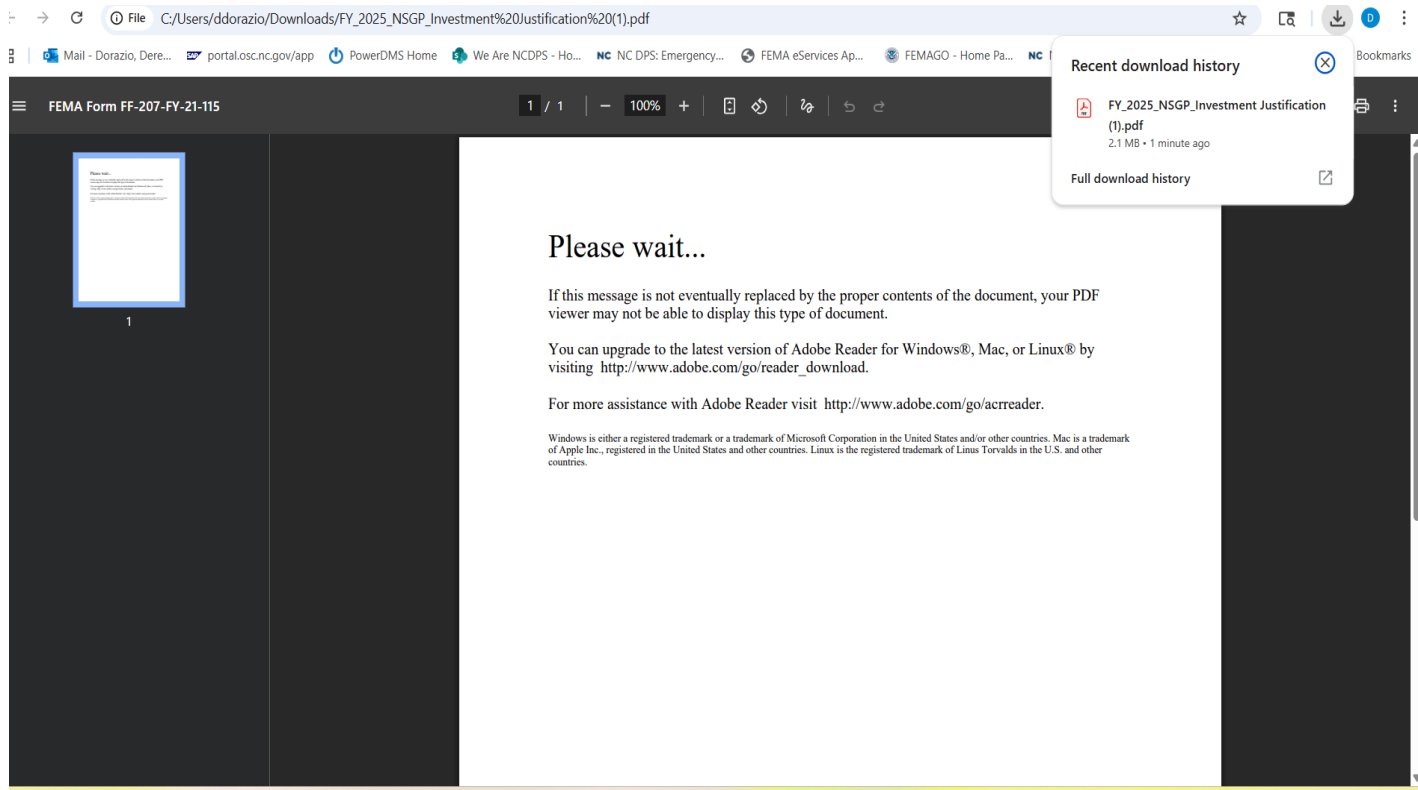 File C:/Users/ddorazio/Downloads/FY_2025_NSGP_Investment%20Justification%20(1).pdf
D
Mail - Dorazio, Dere... portal.osc.nc.gov/app PowerDMS Home We Are NCDPS - Ho... NC NC DPS: Emergency... FEMA eServices Ap... FEMAGO - Home Pa... NC Bookmarks
Recent download history
FY_2025_NSGP_Investment Justification
(1).pdf
2.1 MB • 1 minute ago
Full download history
FEMA Form FF-207-FY-21-115 1 / 1 100%
1
Please wait...
If this message is not eventually replaced by the proper contents of the document, your PDF
viewer may not be able to display this type of document.
You can upgrade to the latest version of Adobe Reader for Windows®, Mac, or Linux® by
visiting http://www.adobe.com/go/reader_download.
For more assistance with Adobe Reader visit http://www.adobe.com/go/acrreader.
Windows is either a registered trademark or a trademark of Microsoft Corporation in the United States and/or other countries. Mac is a trademark
of Apple Inc., registered in the United States and other countries. Linux is the registered trademark of Linus Torvalds in the U.S. and other
countries.